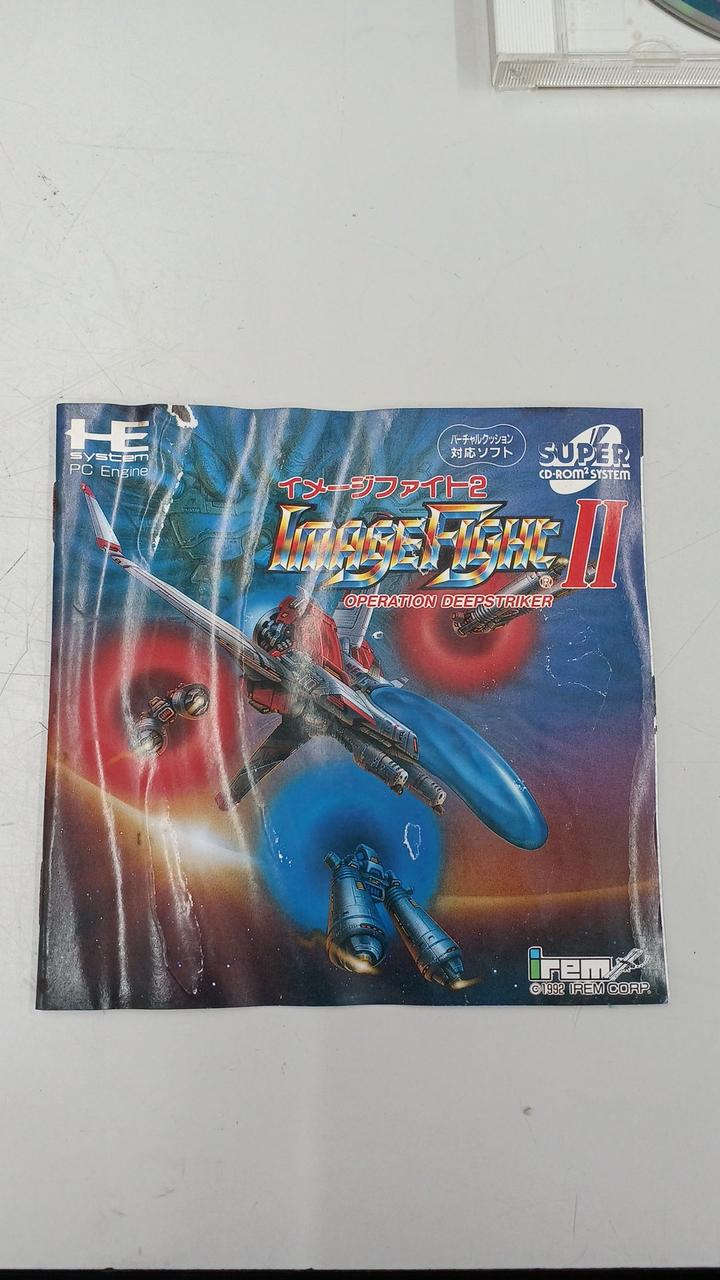 HE
system
PC Engine
バーチャルクッション
対応ソフト
SUPER
CD-ROM² SYSTEM
イメージファイト2
IMAGE FIGHT II
®
OPERATION DEEPSTRIKER
irem
©1992 IREM CORP.